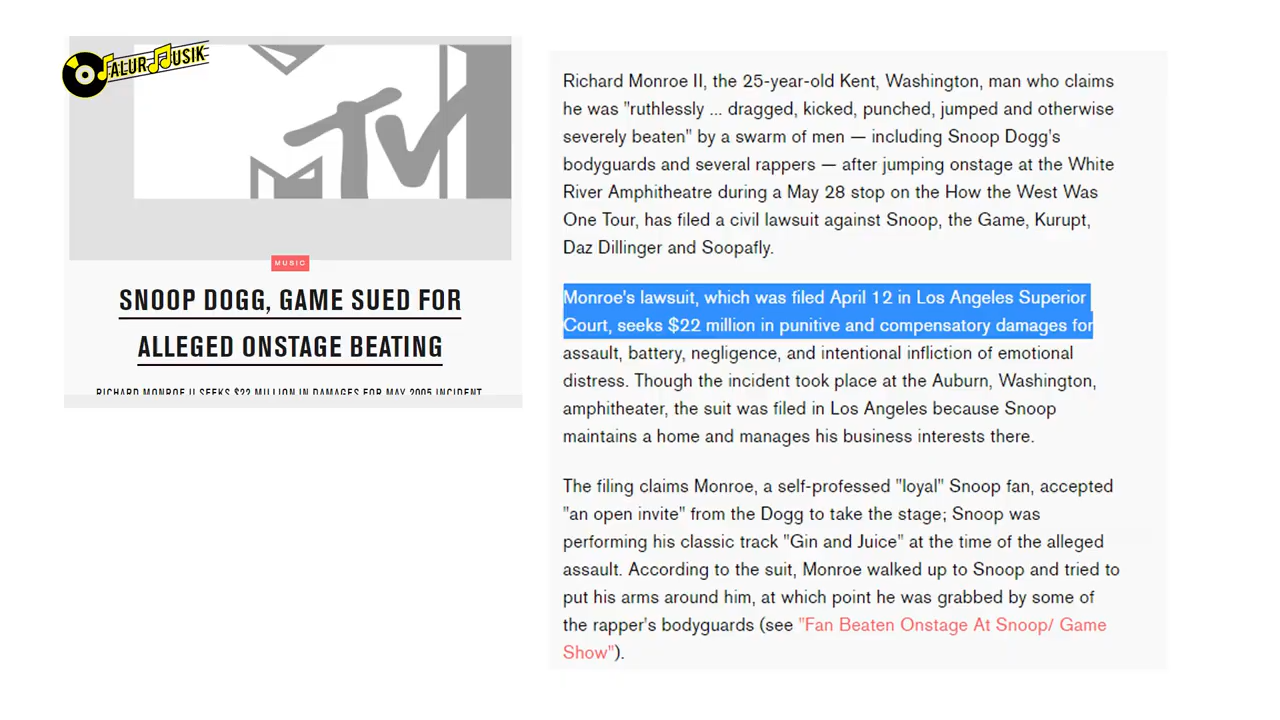 ALUR MUSIK
MTV
MUSIC
SNOOP DOGG, GAME SUED FOR
ALLEGED ONSTAGE BEATING
RICHARD MONROE II SEEKS $22 MILLION IN DAMAGES FOR MAY 2005 INCIDENT
Richard Monroe II, the 25-year-old Kent, Washington, man who claims
he was "ruthlessly ... dragged, kicked, punched, jumped and otherwise
severely beaten" by a swarm of men — including Snoop Dogg's
bodyguards and several rappers — after jumping onstage at the White
River Amphitheatre during a May 28 stop on the How the West Was
One Tour, has filed a civil lawsuit against Snoop, the Game, Kurupt,
Daz Dillinger and Soopafly.
Monroe's lawsuit, which was filed April 12 in Los Angeles Superior
Court, seeks $22 million in punitive and compensatory damages for
assault, battery, negligence, and intentional infliction of emotional
distress. Though the incident took place at the Auburn, Washington,
amphitheater, the suit was filed in Los Angeles because Snoop
maintains a home and manages his business interests there.
The filing claims Monroe, a self-professed "loyal" Snoop fan, accepted
"an open invite" from the Dogg to take the stage; Snoop was
performing his classic track "Gin and Juice" at the time of the alleged
assault. According to the suit, Monroe walked up to Snoop and tried to
put his arms around him, at which point he was grabbed by some of
the rapper's bodyguards (see "Fan Beaten Onstage At Snoop/ Game
Show").